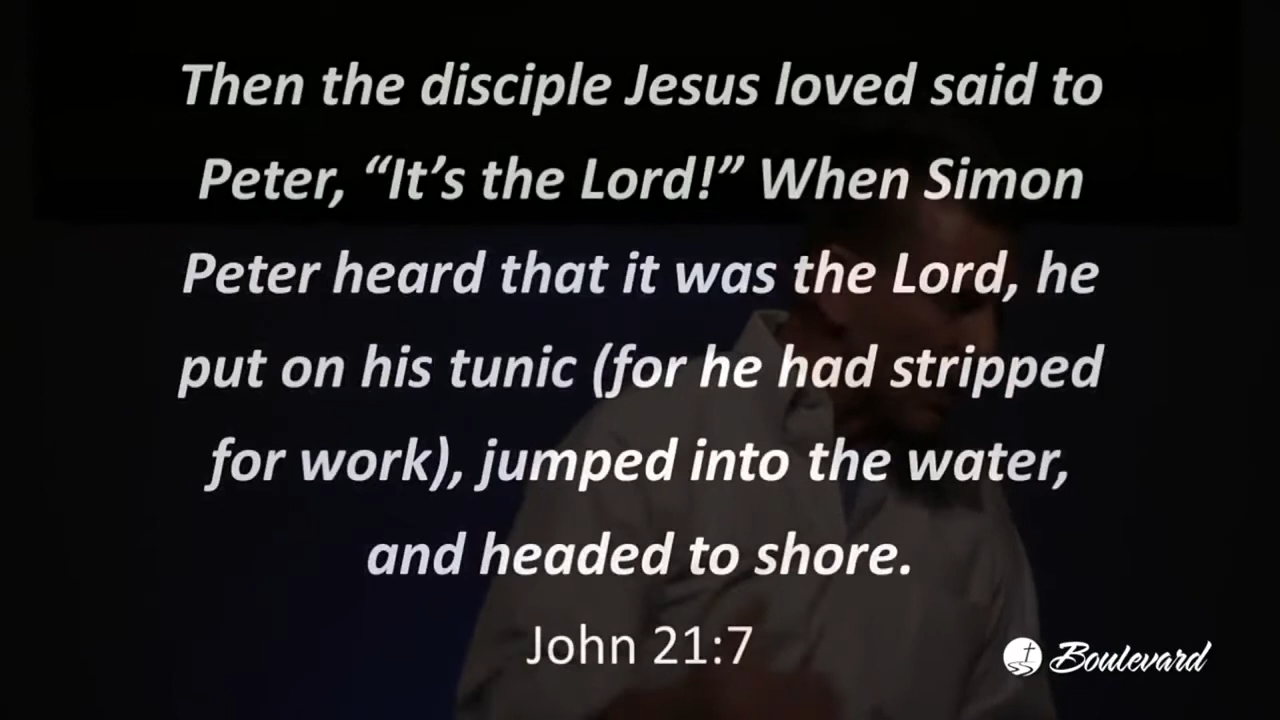 Then the disciple Jesus loved said to
Peter, “It’s the Lord!” When Simon
Peter heard that it was the Lord, he
put on his tunic (for he had stripped
for work), jumped into the water,
and headed to shore.
John 21:7
Boulevard